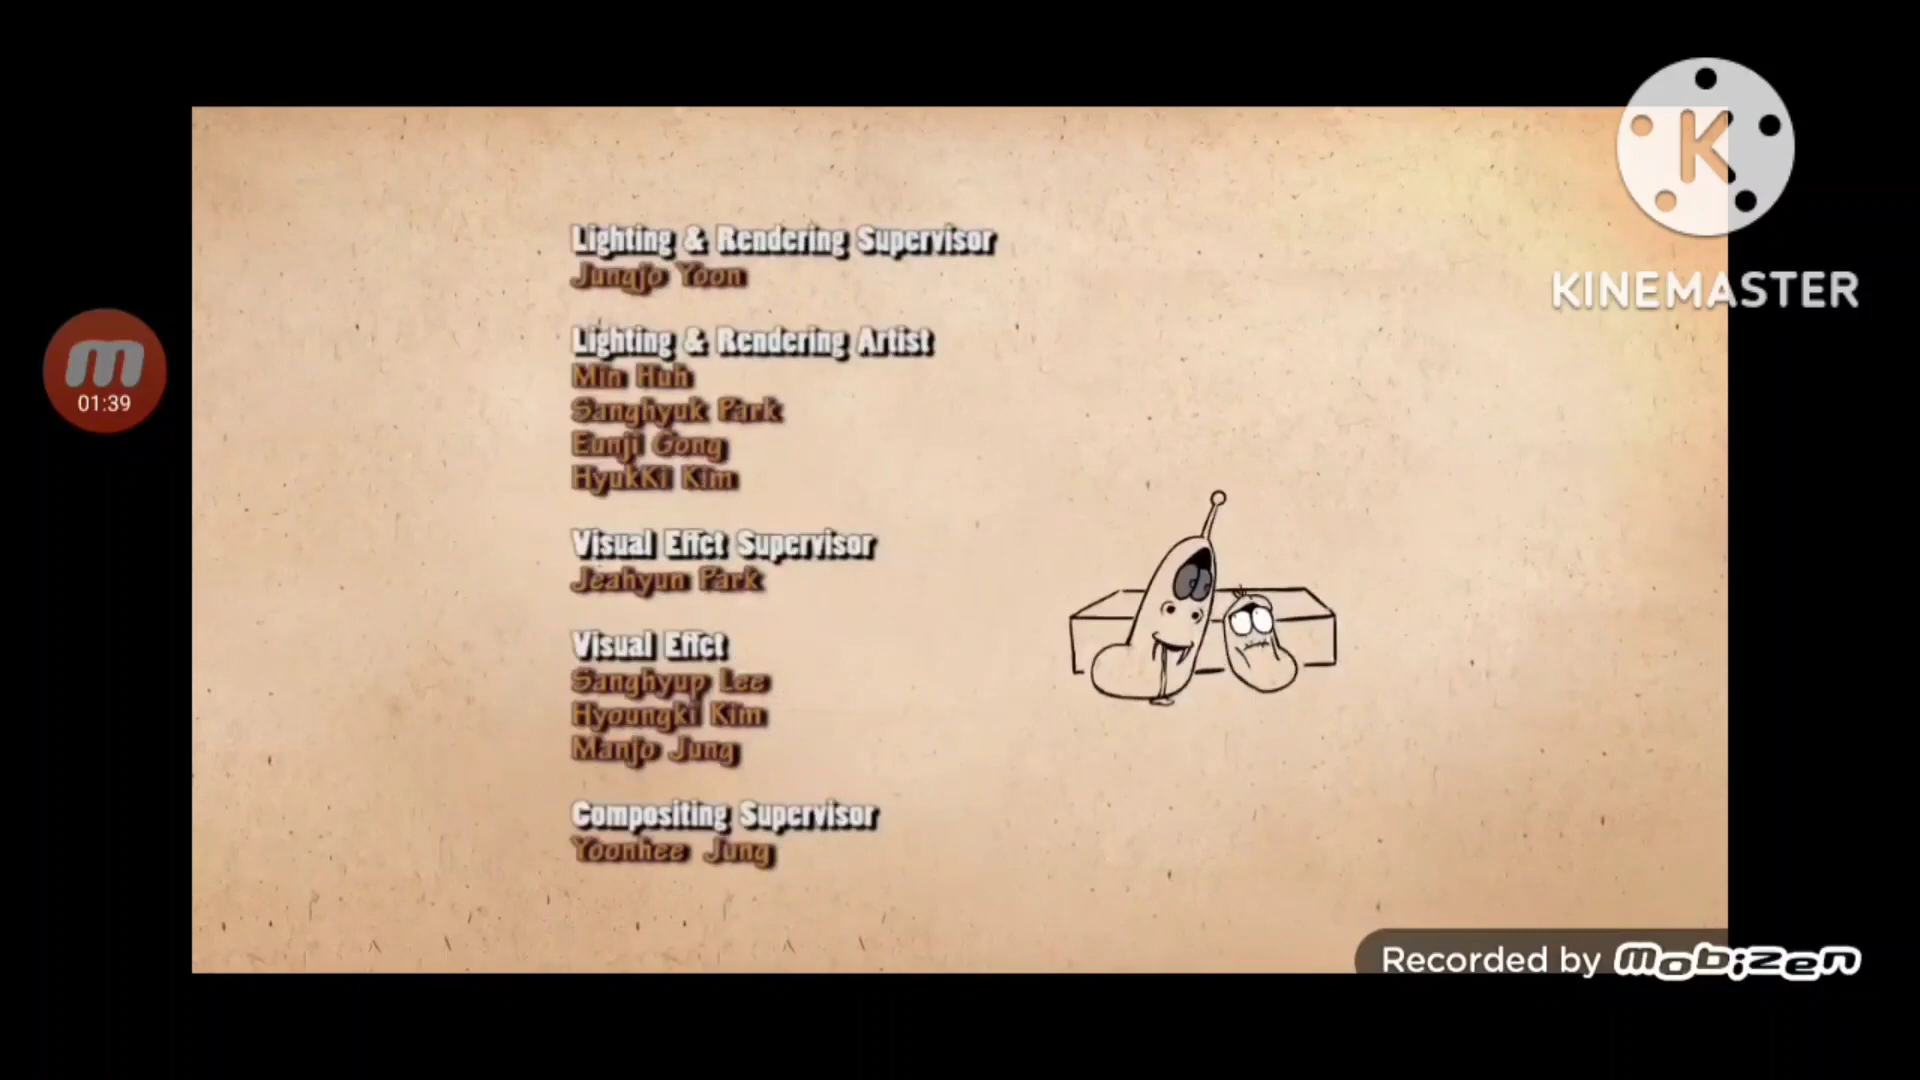 Lighting & Rendering Supervisor
Jungjo Yoon
Lighting & Rendering Artist
Min Huh
Sanghyuk Park
Eunji Gong
HyukKi Kim
Visual Effct Supervisor
Jeahyun Park
Visual Effct
Sanghyup Lee
Hyoungki Kim
Manjo Jung
Compositing Supervisor
Yoonhee Jung
K
KINEMASTER
m
01:39
Recorded by mobizen